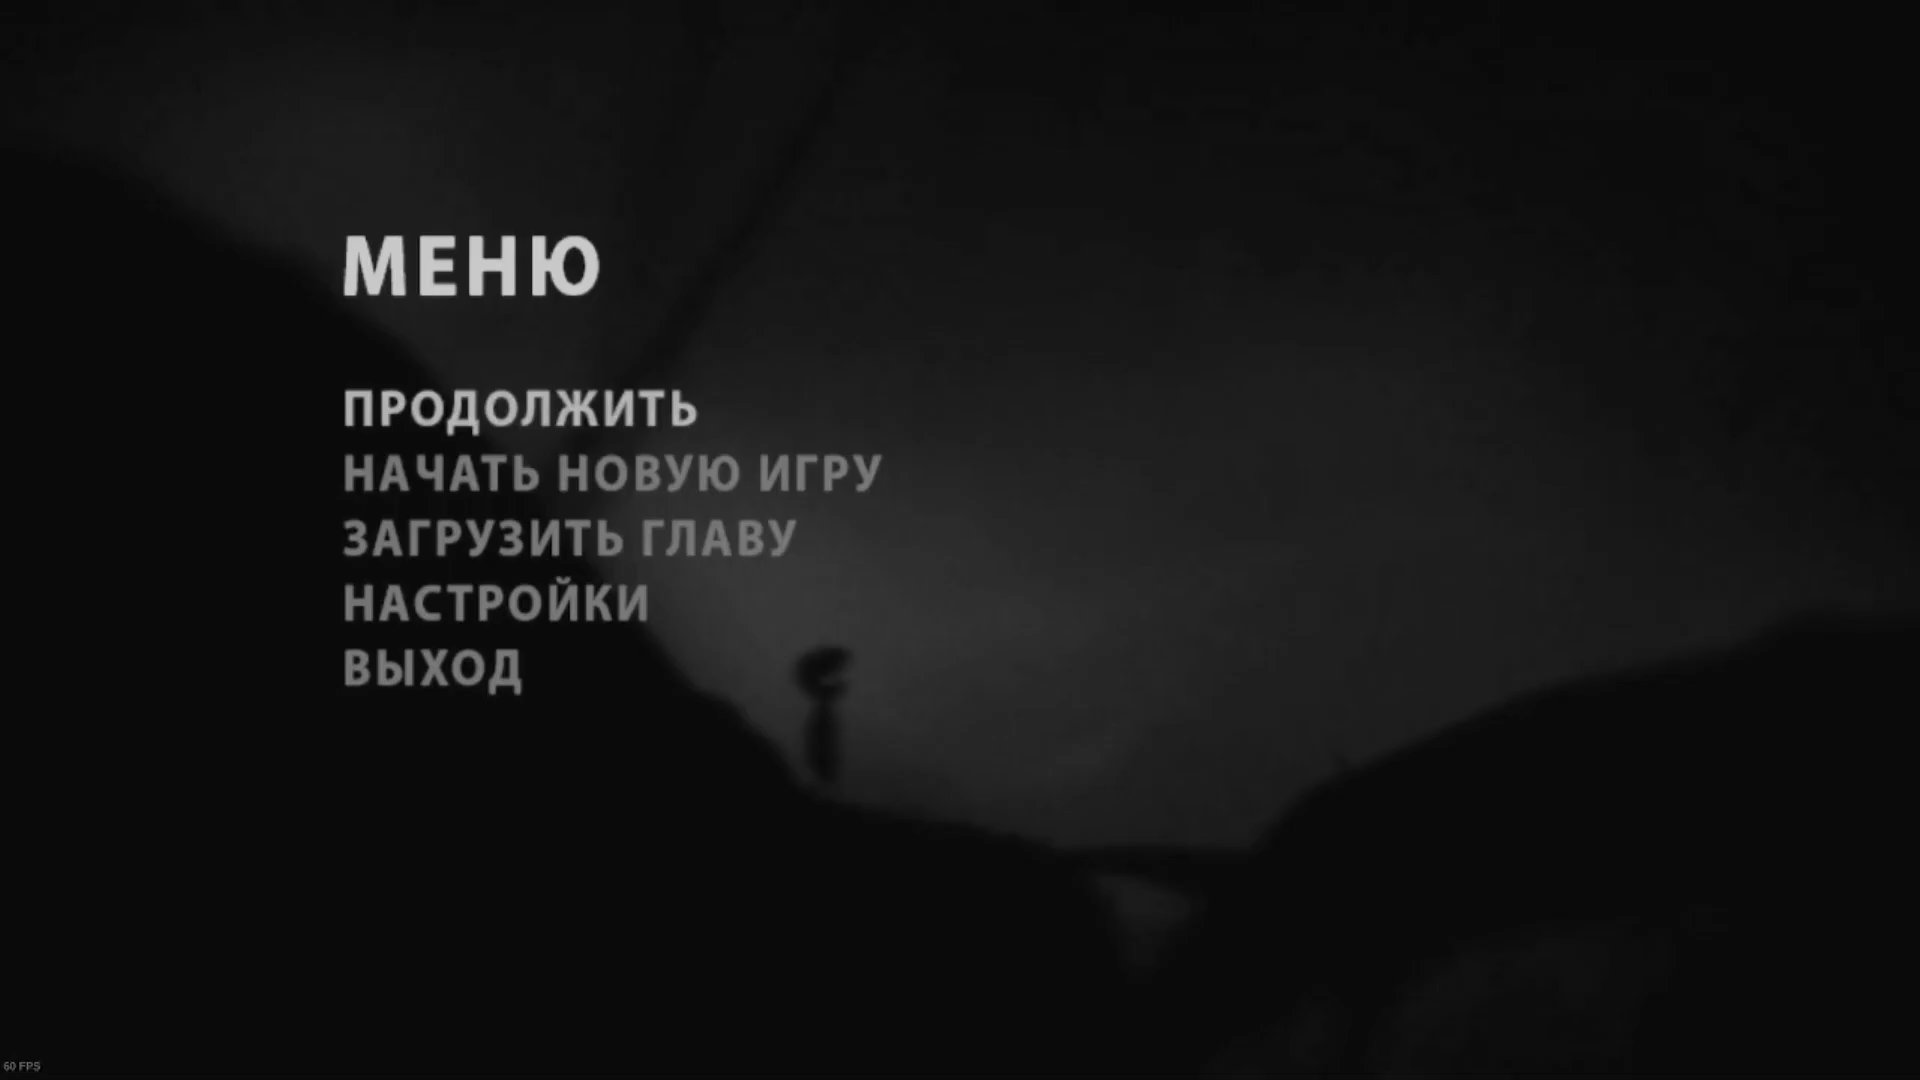 МЕНЮ
ПРОДОЛЖИТЬ
НАЧАТЬ НОВУЮ ИГРУ
ЗАГРУЗИТЬ ГЛАВУ
НАСТРОЙКИ
ВЫХОД
60 FPS